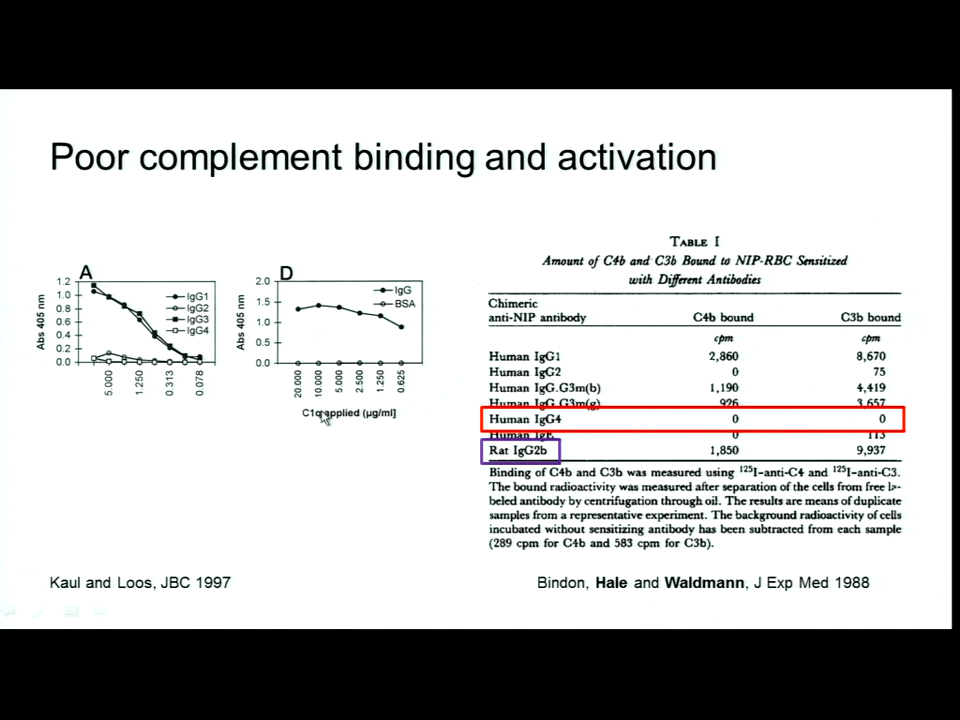 Poor complement binding and activation
A
Abs 405 nm
1.2
1.0
0.8
0.6
0.4
0.2
0.0
IgG1
IgG2
IgG3
IgG4
5.000
1.250
0.313
0.078
D
Abs 405 nm
2.0
1.5
1.0
0.5
0.0
IgG
BSA
20.000
10.000
5.000
2.500
1.250
0.625
C1q applied (µg/ml]
TABLE I
Amount of C4b and C3b Bound to NIP-RBC Sensitized
with Different Antibodies
Chimeric
anti-NIP antibody C4b bound C3b bound
cpm cpm
Human IgG1 2,860 8,670
Human IgG2 0 75
Human IgG.G3m(b) 1,190 4,419
Human IgG.G3m(g) 926 3,657
Human IgG4 0 0
Human IgE 0 113
Rat IgG2b 1,850 9,937
Binding of C4b and C3b was measured using 125I-anti-C4 and 125I-anti-C3.
The bound radioactivity was measured after separation of the cells from free la-
beled antibody by centrifugation through oil. The results are means of duplicate
samples from a representative experiment. The background radioactivity of cells
incubated without sensitizing antibody has been subtracted from each sample
(289 cpm for C4b and 583 cpm for C3b).
Kaul and Loos, JBC 1997
Bindon, Hale and Waldmann, J Exp Med 1988